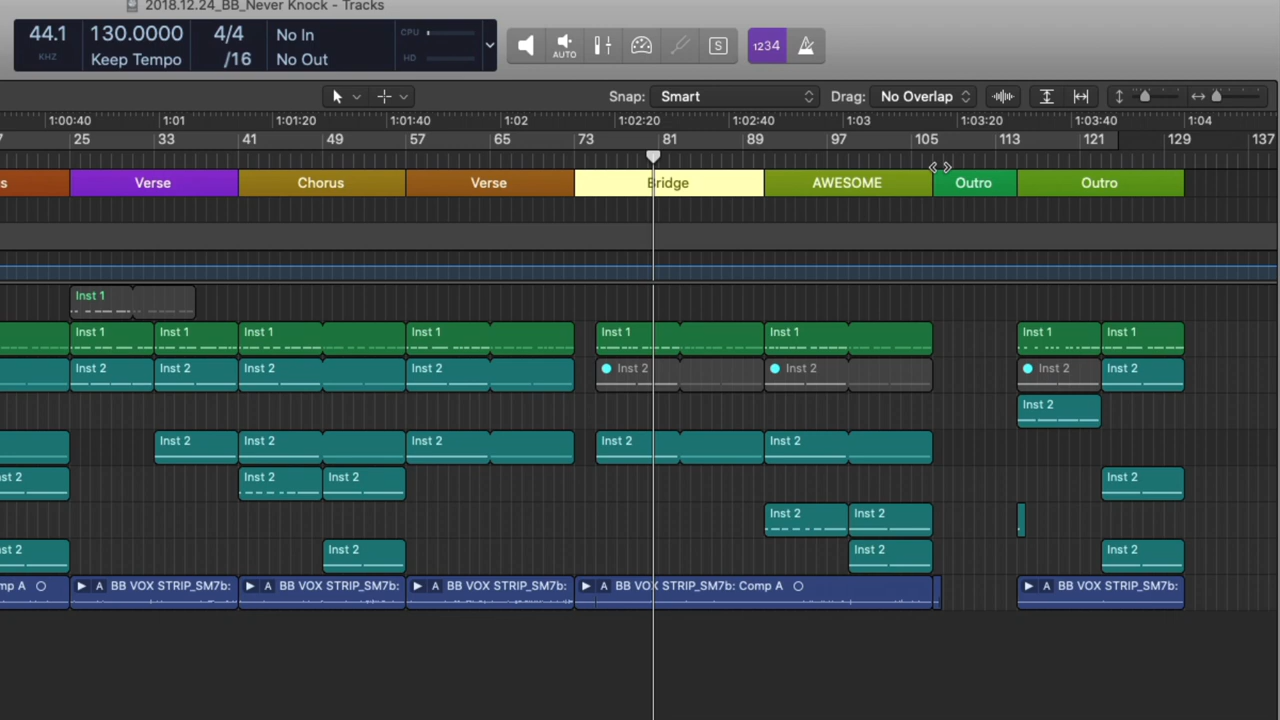 2018.12.24_BB_Never Knock - Tracks
44.1 130.0000 4/4 No In CPU
KHZ Keep Tempo /16 No Out HD
AUTO S 1234
Snap: Smart Drag: No Overlap
1:00:40 1:01 1:01:20 1:01:40 1:02 1:02:20 1:02:40 1:03 1:03:20 1:03:40 1:04
25 33 41 49 57 65 73 81 89 97 105 113 121 129 137
s Verse Chorus Verse Bridge AWESOME Outro Outro
Inst 1
Inst 1 Inst 1 Inst 1 Inst 1 Inst 1 Inst 1 Inst 1 Inst 1
Inst 2 Inst 2 Inst 2 Inst 2 Inst 2 Inst 2 Inst 2 Inst 2
Inst 2
Inst 2 Inst 2 Inst 2 Inst 2 Inst 2
st 2 Inst 2 Inst 2 Inst 2
Inst 2 Inst 2
st 2 Inst 2 Inst 2 Inst 2
mp A A BB VOX STRIP_SM7b: A BB VOX STRIP_SM7b: A BB VOX STRIP_SM7b: A BB VOX STRIP_SM7b: Comp A A BB VOX STRIP_SM7b: